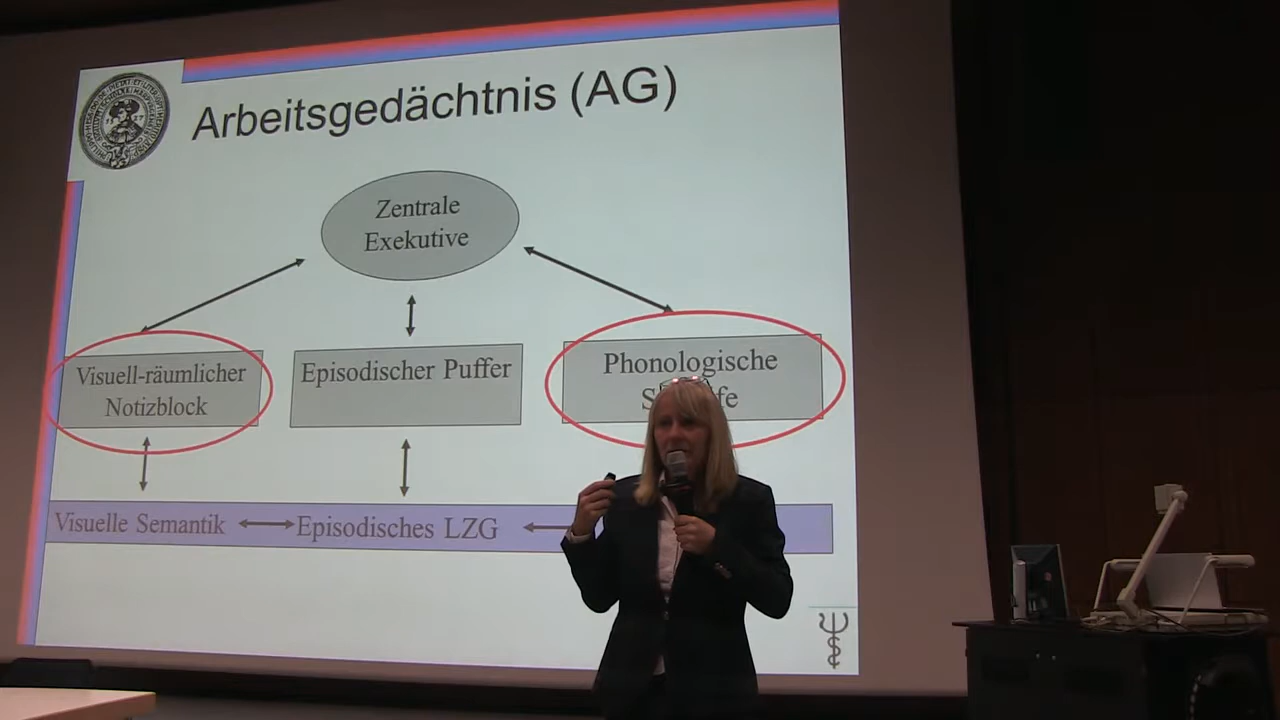 Arbeitsgedächtnis (AG)
Zentrale
Exekutive
Visuell-räumlicher
Notizblock
Episodischer Puffer
Phonologische
Visuelle Semantik
Episodisches LZG